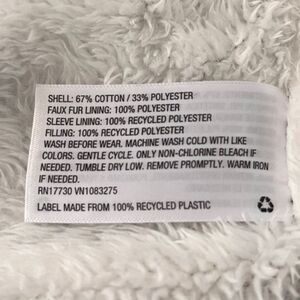 SHELL: 67% COTTON / 33% POLYESTER
FAUX FUR LINING: 100% POLYESTER
SLEEVE LINING: 100% RECYCLED POLYESTER
FILLING: 100% RECYCLED POLYESTER
WASH BEFORE WEAR. MACHINE WASH COLD WITH LIKE
COLORS. GENTLE CYCLE. ONLY NON-CHLORINE BLEACH IF
NEEDED. TUMBLE DRY LOW. REMOVE PROMPTLY. WARM IRON
IF NEEDED.
RN17730 VN1083275
LABEL MADE FROM 100% RECYCLED PLASTIC